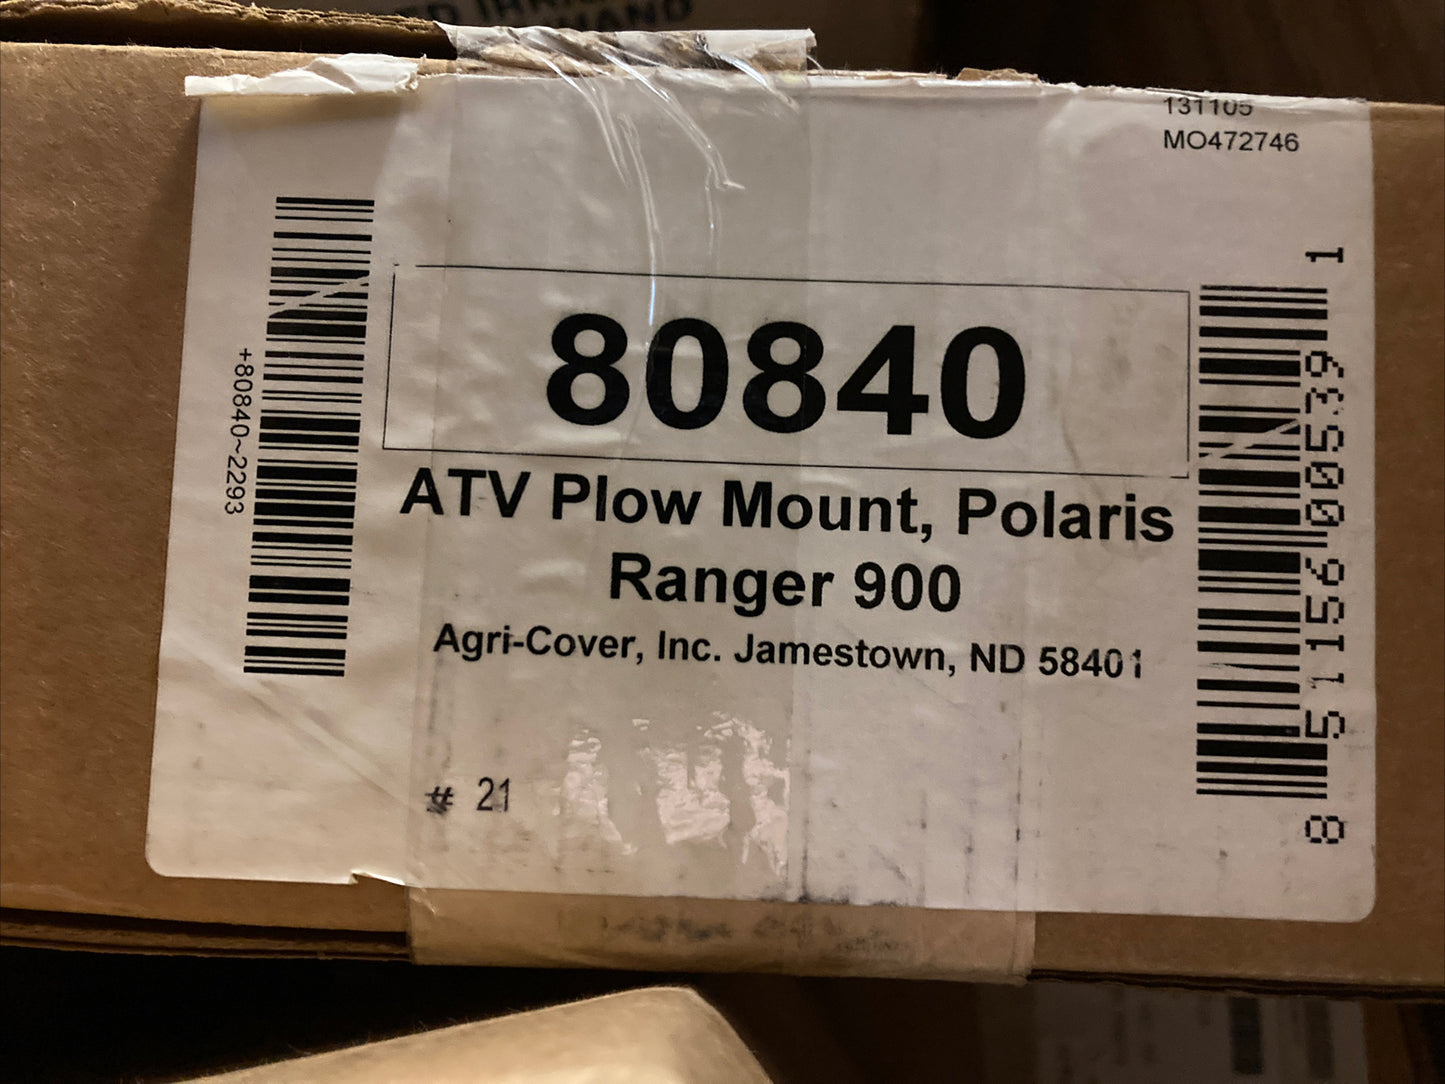 HAND
131105
MO472746
80840
ATV Plow Mount, Polaris
Ranger 900
Agri-Cover, Inc. Jamestown, ND 58401
# 21
+80840~2293
8 51156 00539 1